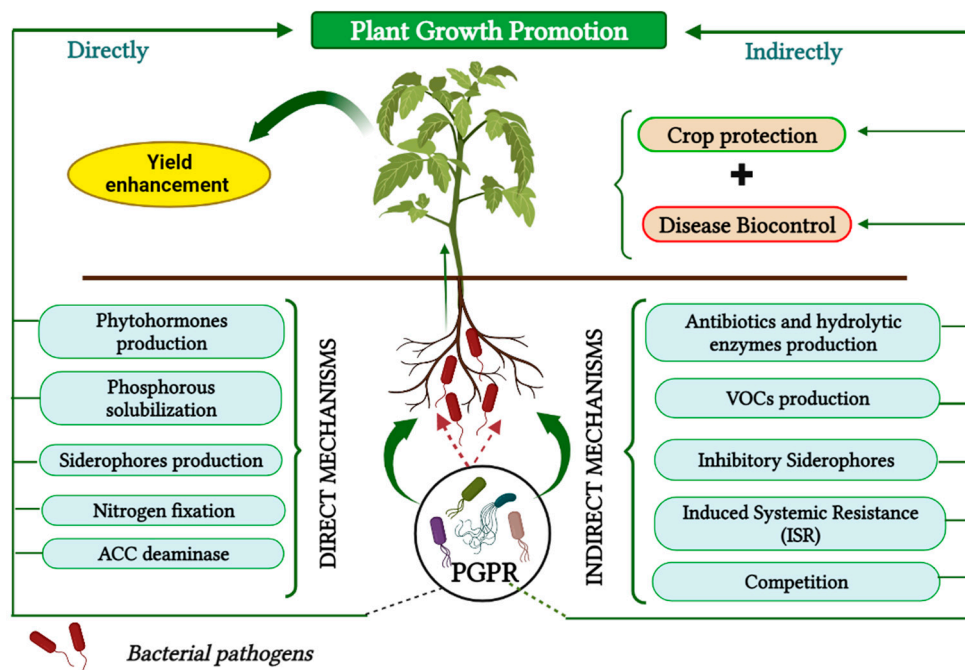 Plant Growth Promotion
Directly
Indirectly
Yield
enhancement
Crop protection
+
Disease Biocontrol
Phytohormones
production
Phosphorous
solubilization
Siderophores production
Nitrogen fixation
ACC deaminase
DIRECT MECHANISMS
PGPR
INDIRECT MECHANISMS
Antibiotics and hydrolytic
enzymes production
VOCs production
Inhibitory Siderophores
Induced Systemic Resistance
(ISR)
Competition
Bacterial pathogens